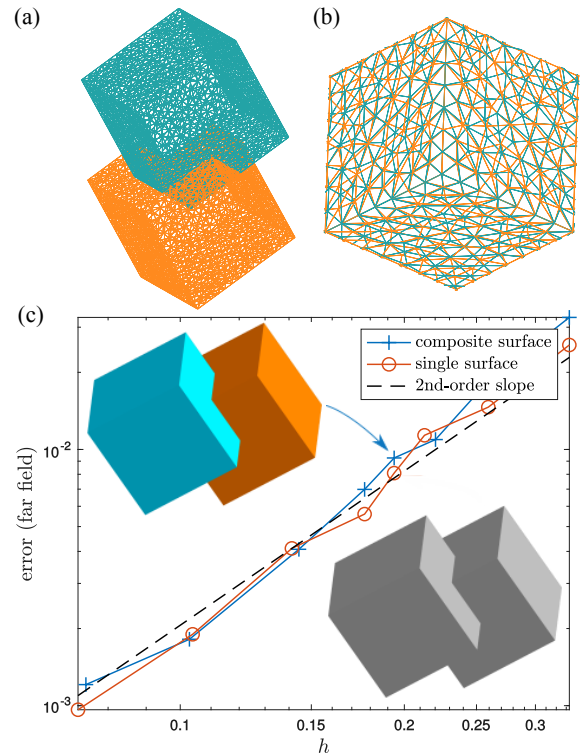 (a)
(b)
(c)
composite surface
single surface
2nd-order slope
10^-2
10^-3
error (far field)
0.1
0.15
0.2
0.25
0.3
h